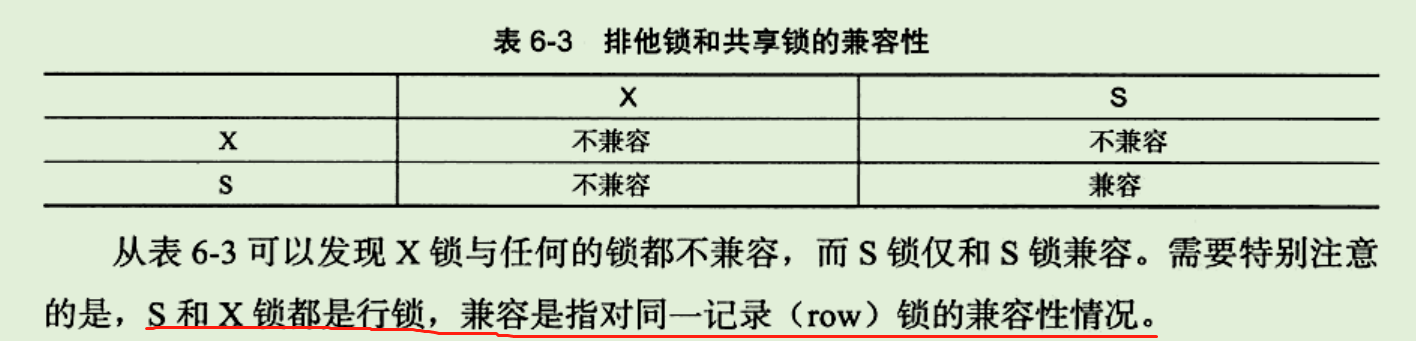 表 6-3 排他锁和共享锁的兼容性
X S
X 不兼容 不兼容
S 不兼容 兼容
从表 6-3 可以发现 X 锁与任何的锁都不兼容，而 S 锁仅和 S 锁兼容。需要特别注意
的是，S 和 X 锁都是行锁，兼容是指对同一记录（row）锁的兼容性情况。